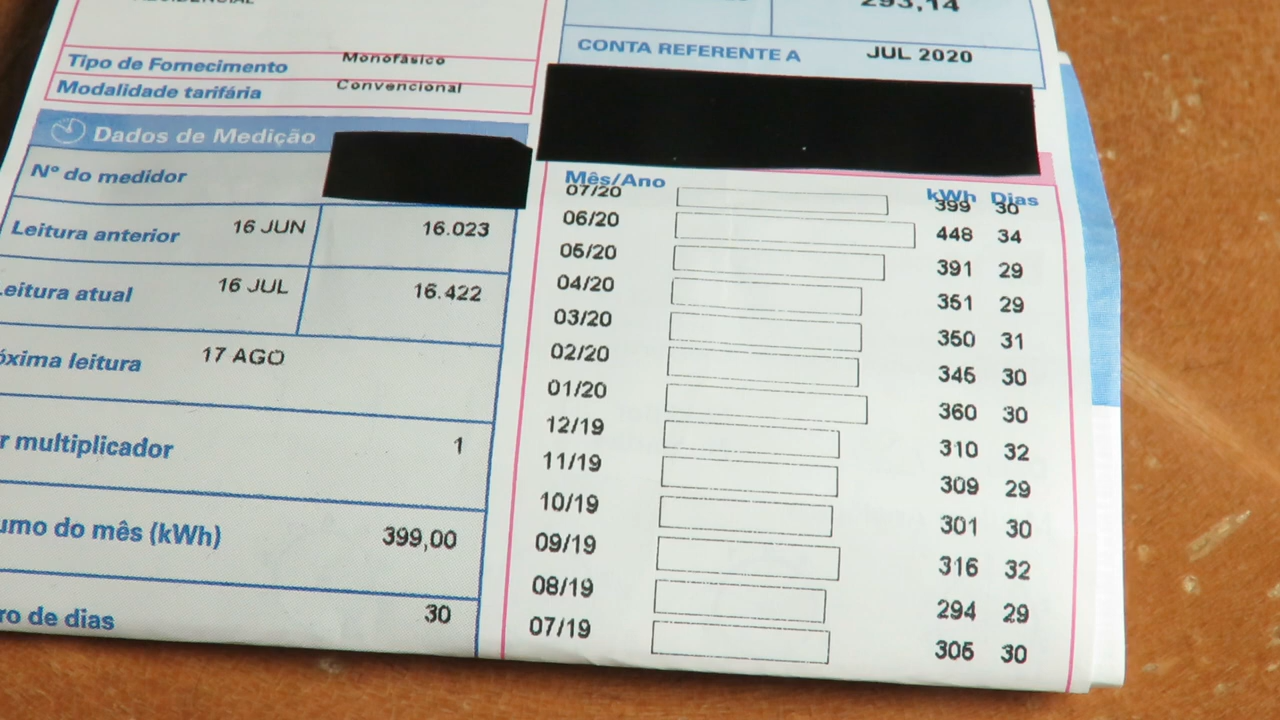 RESIDENCIAL
Tipo de Fornecimento Monofásico
Modalidade tarifária Convencional
293,14
CONTA REFERENTE A JUL 2020
Dados de Medição
Nº do medidor
Leitura anterior 16 JUN 16.023
Leitura atual 16 JUL 16.422
óxima leitura 17 AGO
r multiplicador 1
umo do mês (kWh) 399,00
ro de dias 30
Mês/Ano kWh Dias
07/20 399 30
06/20 448 34
05/20 391 29
04/20 351 29
03/20 350 31
02/20 345 30
01/20 360 30
12/19 310 32
11/19 309 29
10/19 301 30
09/19 316 32
08/19 294 29
07/19 305 30